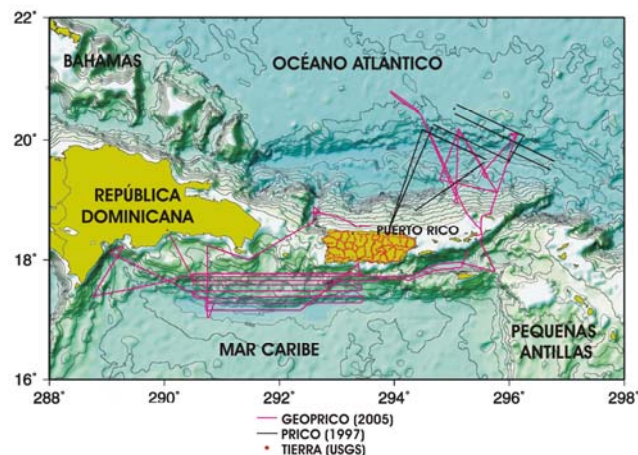 22°
BAHAMAS
OCÉANO ATLÁNTICO
20°
REPÚBLICA
DOMINICANA
PUERTO RICO
18°
MAR CARIBE
PEQUEÑAS
ANTILLAS
16°
288° 290° 292° 294° 296° 298°
GEOPRICO (2005)
PRICO (1997)
TIERRA (USGS)